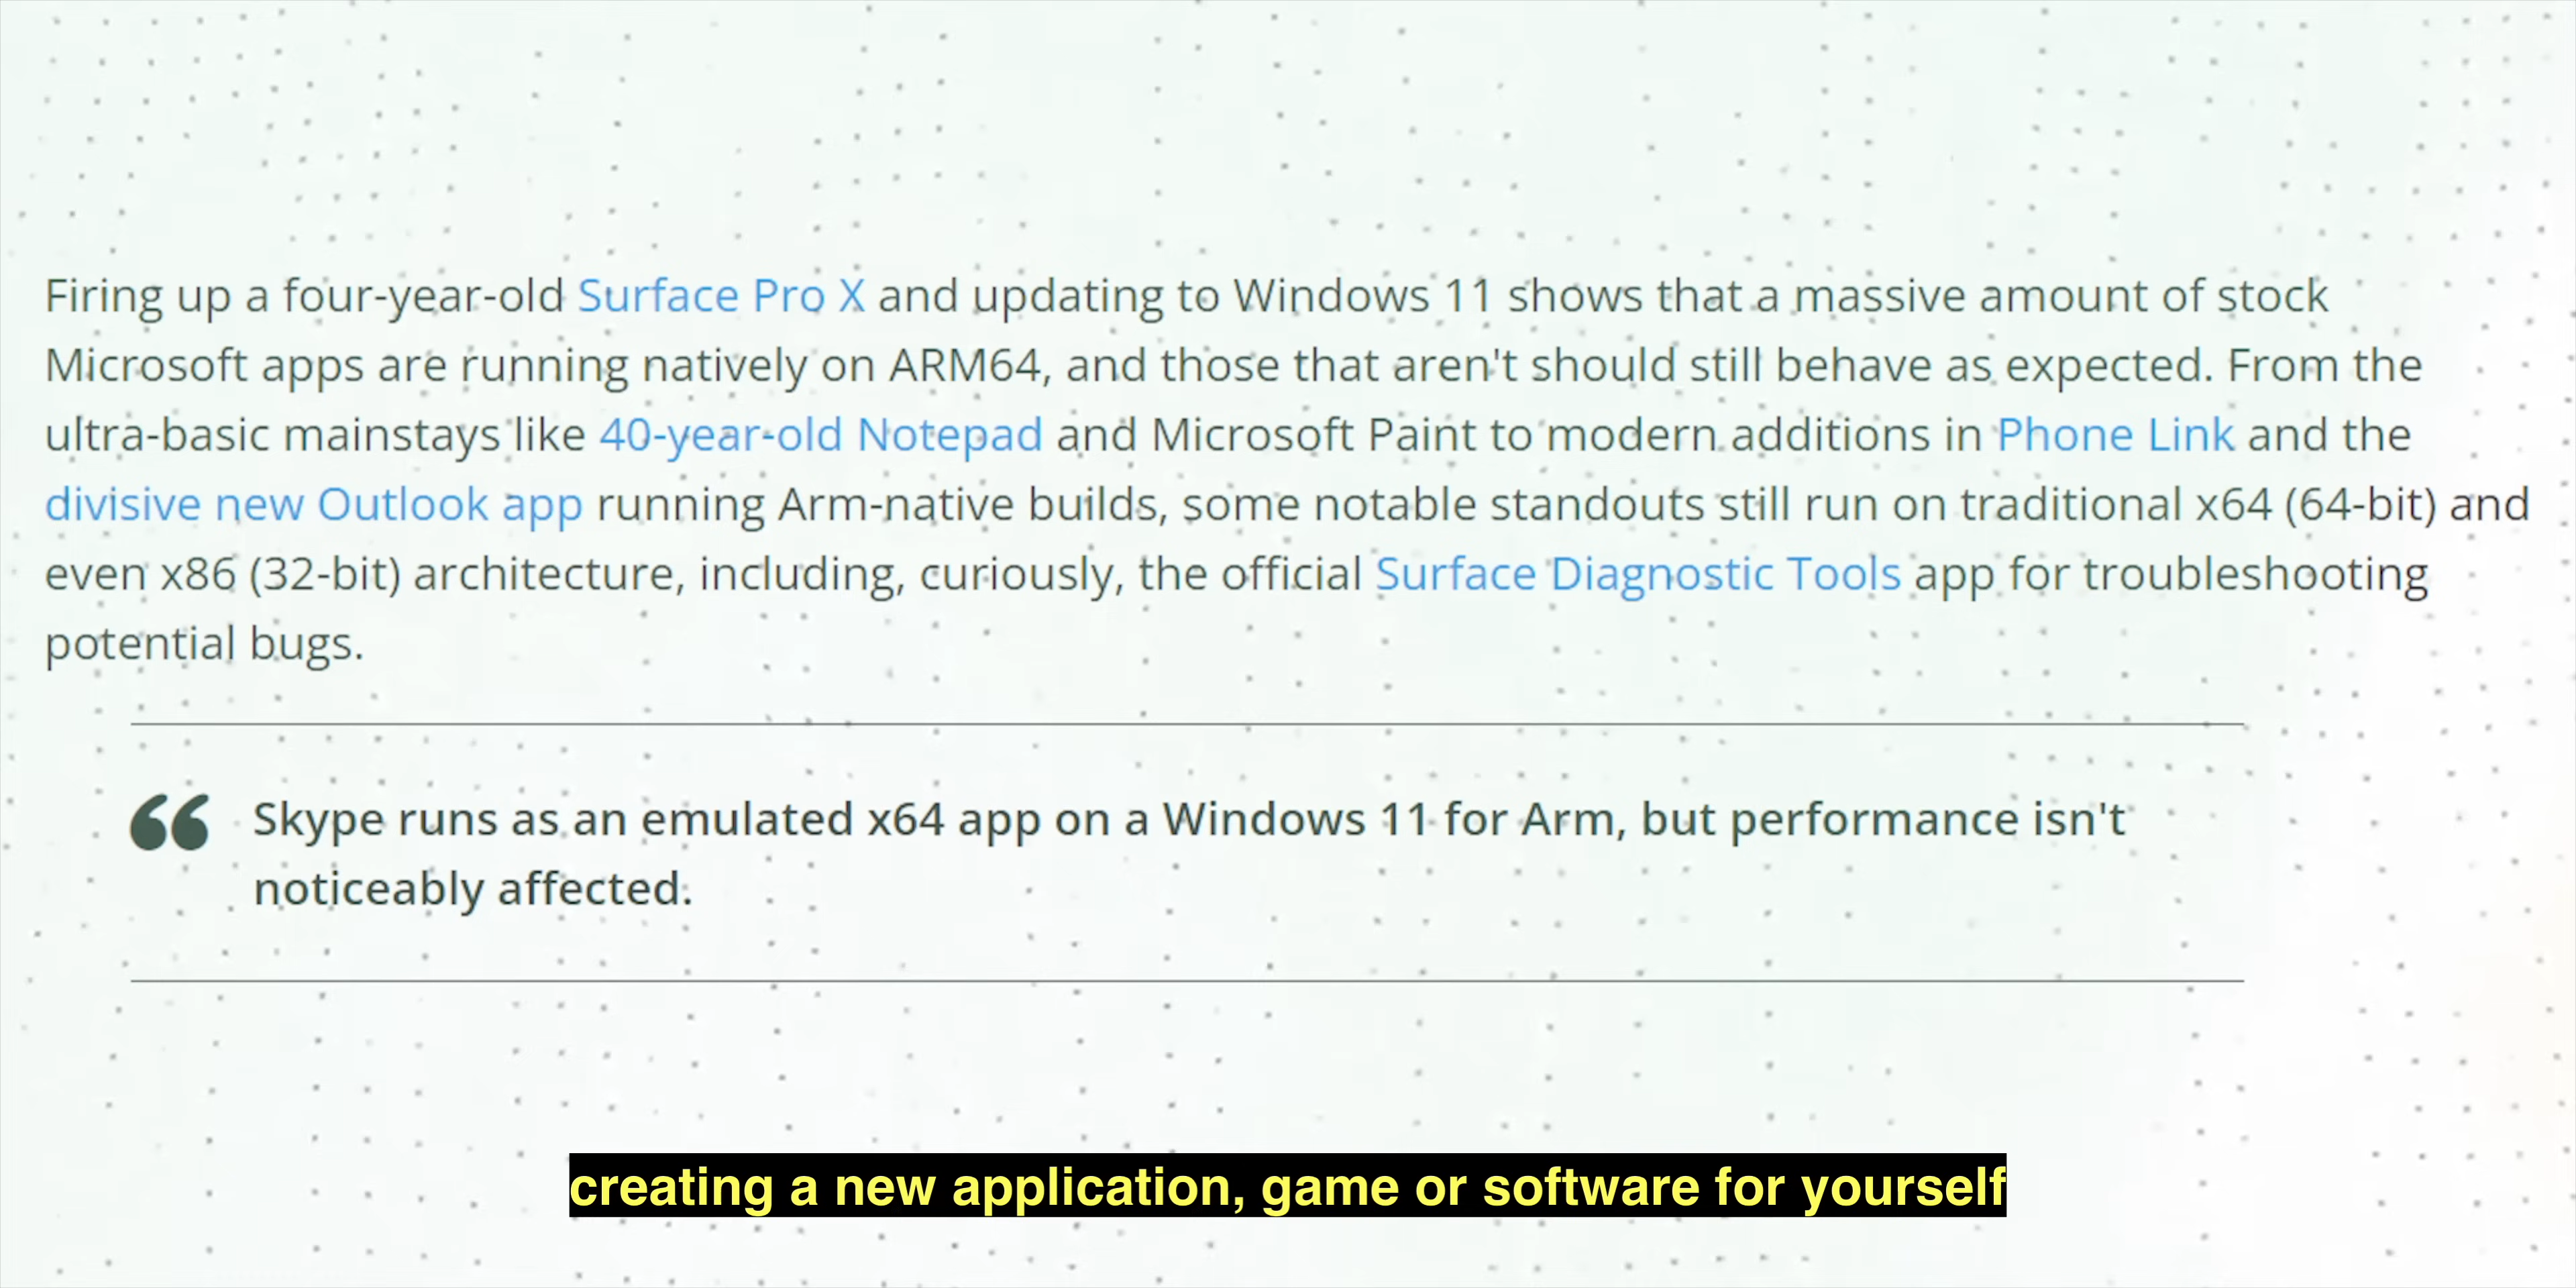 Firing up a four-year-old Surface Pro X and updating to Windows 11 shows that a massive amount of stock
Microsoft apps are running natively on ARM64, and those that aren't should still behave as expected. From the
ultra-basic mainstays like 40-year-old Notepad and Microsoft Paint to modern additions in Phone Link and the
divisive new Outlook app running Arm-native builds, some notable standouts still run on traditional x64 (64-bit) and
even x86 (32-bit) architecture, including, curiously, the official Surface Diagnostic Tools app for troubleshooting
potential bugs.
“ Skype runs as an emulated x64 app on a Windows 11 for Arm, but performance isn't
noticeably affected.
creating a new application, game or software for yourself